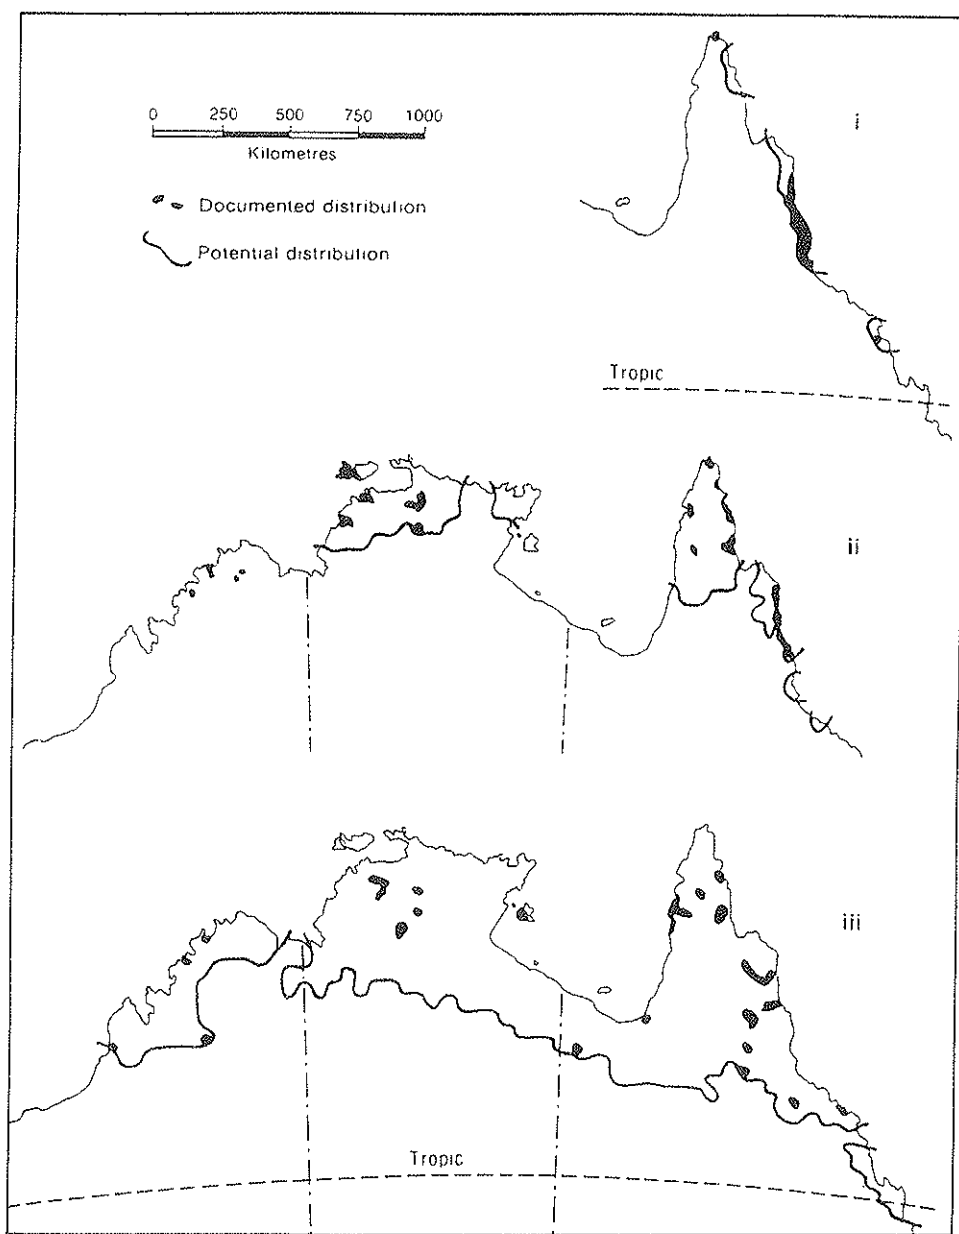 0 250 500 750 1000
Kilometres
Documented distribution
Potential distribution
i
Tropic
ii
iii
Tropic